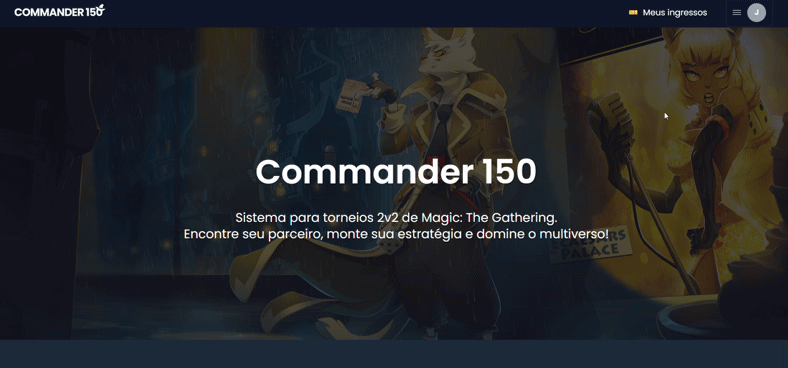 COMMANDER 150
Meus ingressos
J
Commander 150
Sistema para torneios 2v2 de Magic: The Gathering.
Encontre seu parceiro, monte sua estratégia e domine o multiverso!
CAESARS
PALACE